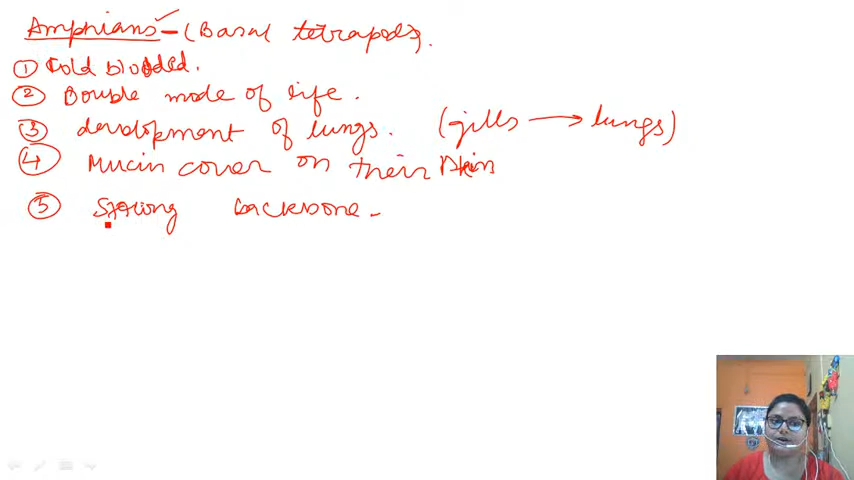 Amphians - (Basal tetrapods).
① Cold blooded.
② Double mode of life.
③ development of lungs. (gills → lungs)
④ Mucin cover on their skin
⑤ Strong backbone -